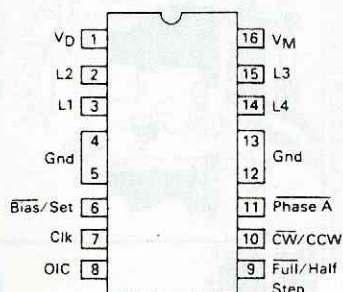 VD 1
16 VM
L2 2
15 L3
L1 3
14 L4
4
13
Gnd
Gnd
5
12
Bias/Set 6
11 Phase A
Clk 7
10 CW/CCW
OIC 8
9 Full/Half
Step